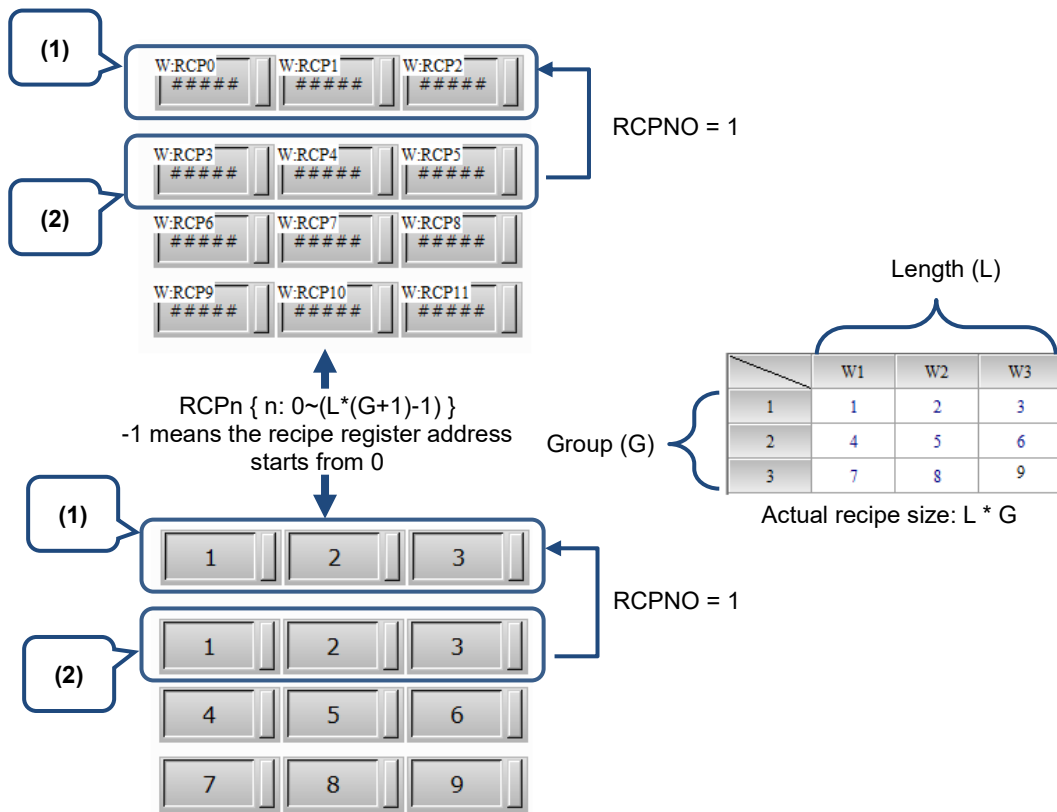 (1)
W:RCP0 W:RCP1 W:RCP2
##### ##### #####
RCPNO = 1
(2)
W:RCP3 W:RCP4 W:RCP5
##### ##### #####
W:RCP6 W:RCP7 W:RCP8
##### ##### #####
W:RCP9 W:RCP10 W:RCP11
##### ##### #####
RCPn { n: 0~(L*(G+1)-1) }
-1 means the recipe register address
starts from 0
Length (L)
W1 W2 W3
Group (G)
1 1 2 3
2 4 5 6
3 7 8 9
Actual recipe size: L * G
(1)
1 2 3
RCPNO = 1
(2)
1 2 3
4 5 6
7 8 9